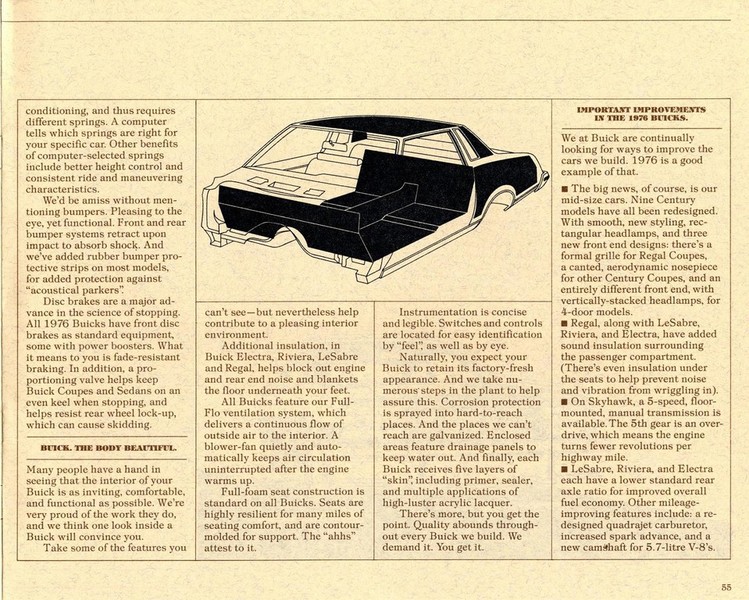 conditioning, and thus requires
different springs. A computer
tells which springs are right for
your specific car. Other benefits
of computer-selected springs
include better height control and
consistent ride and maneuvering
characteristics.
We'd be amiss without men-
tioning bumpers. Pleasing to the
eye, yet functional. Front and rear
bumper systems retract upon
impact to absorb shock. And
we've added rubber bumper pro-
tective strips on most models,
for added protection against
"acoustical parkers".
Disc brakes are a major ad-
vance in the science of stopping.
All 1976 Buicks have front disc
brakes as standard equipment,
some with power boosters. What
it means to you is fade-resistant
braking. In addition, a pro-
portioning valve helps keep
Buick Coupes and Sedans on an
even keel when stopping, and
helps resist rear wheel lock-up,
which can cause skidding.
BUICK. THE BODY BEAUTIFUL.
Many people have a hand in
seeing that the interior of your
Buick is as inviting, comfortable,
and functional as possible. We're
very proud of the work they do,
and we think one look inside a
Buick will convince you.
Take some of the features you
can't see—but nevertheless help
contribute to a pleasing interior
environment.
Additional insulation, in
Buick Electra, Riviera, LeSabre
and Regal, helps block out engine
and rear end noise and blankets
the floor underneath your feet.
All Buicks feature our Full-
Flo ventilation system, which
delivers a continuous flow of
outside air to the interior. A
blower-fan quietly and auto-
matically keeps air circulation
uninterrupted after the engine
warms up.
Full-foam seat construction is
standard on all Buicks. Seats are
highly resilient for many miles of
seating comfort, and are contour-
molded for support. The "ahhs"
attest to it.
Instrumentation is concise
and legible. Switches and controls
are located for easy identification
by "feel", as well as by eye.
Naturally, you expect your
Buick to retain its factory-fresh
appearance. And we take nu-
merous steps in the plant to help
assure this. Corrosion protection
is sprayed into hard-to-reach
places. And the places we can't
reach are galvanized. Enclosed
areas feature drainage panels to
keep water out. And finally, each
Buick receives five layers of
"skin", including primer, sealer,
and multiple applications of
high-luster acrylic lacquer.
There's more, but you get the
point. Quality abounds through-
out every Buick we build. We
demand it. You get it.
IMPORTANT IMPROVEMENTS
IN THE 1976 BUICKS.
We at Buick are continually
looking for ways to improve the
cars we build. 1976 is a good
example of that.
■ The big news, of course, is our
mid-size cars. Nine Century
models have all been redesigned.
With smooth, new styling, rec-
tangular headlamps, and three
new front end designs: there's a
formal grille for Regal Coupes,
a canted, aerodynamic nosepiece
for other Century Coupes, and an
entirely different front end, with
vertically-stacked headlamps, for
4-door models.
■ Regal, along with LeSabre,
Riviera, and Electra, have added
sound insulation surrounding
the passenger compartment.
(There's even insulation under
the seats to help prevent noise
and vibration from wriggling in).
■ On Skyhawk, a 5-speed, floor-
mounted, manual transmission is
available. The 5th gear is an over-
drive, which means the engine
turns fewer revolutions per
highway mile.
■ LeSabre, Riviera, and Electra
each have a lower standard rear
axle ratio for improved overall
fuel economy. Other mileage-
improving features include: a re-
designed quadrajet carburetor,
increased spark advance, and a
new camshaft for 5.7-litre V-8's.
55